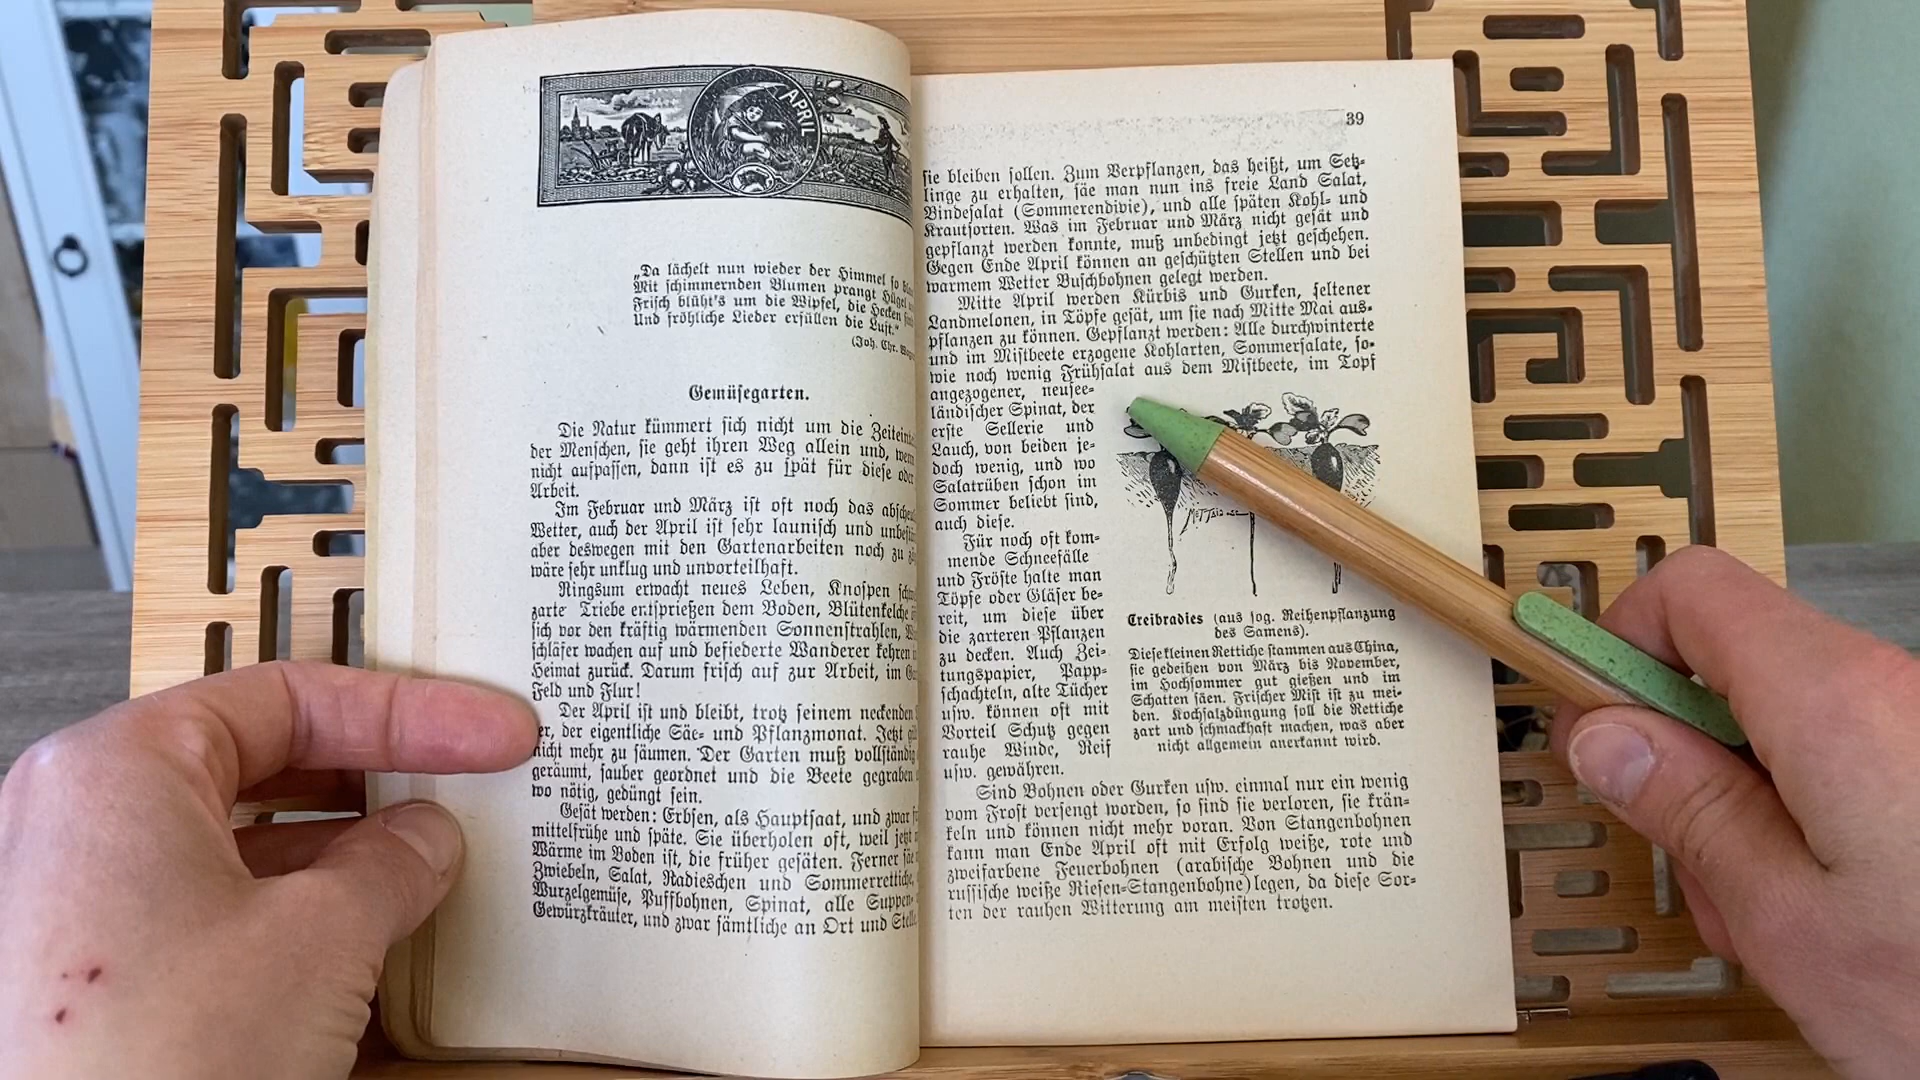 APRIL
„Da lächelt nun wieder der Himmel so
Mit schimmernden Blumen prangt Hügel
Frisch blüht's um die Wipfel, die Hecken
Und fröhliche Lieder erfüllen die Luft.“
(Joh. Chr.
Gemüsegarten.
Die Natur kümmert sich nicht um die
der Menschen, sie geht ihren Weg allein und, wenn
nicht aufpassen, dann ist es zu spät für diese oder
Arbeit.
Im Februar und März ist oft noch das
Wetter, auch der April ist sehr launisch und
aber deswegen mit den Gartenarbeiten noch zu
wäre sehr unklug und unvorteilhaft.
Ringsum erwacht neues Leben, Knospen
zarte Triebe entsprießen dem Boden, Blütenkelche
sich vor den kräftig wärmenden Sonnenstrahlen,
schläfer wachen auf und befiederte Wanderer kehren
Heimat zurück. Darum frisch auf zur Arbeit, im
Feld und Flur!
Der April ist und bleibt, trotz seinem neckenden
er, der eigentliche Säe- und Pflanzmonat. Jetzt
nicht mehr zu säumen. Der Garten muß vollständig
geräumt, sauber geordnet und die Beete gegraben
wo nötig, gedüngt sein.
Gesät werden: Erbsen, als Hauptsaat, und zwar
mittelfrühe und späte. Sie überholen oft, weil jetzt
Wärme im Boden ist, die früher gesäten. Ferner säe
Zwiebeln, Salat, Radieschen und Sommerrettiche,
Wurzelgemüse, Puffbohnen, Spinat, alle Suppen-
Gewürzkräuter, und zwar sämtliche an Ort und Stelle,
39
sie bleiben sollen. Zum Verpflanzen, das heißt, um Setz-
linge zu erhalten, säe man nun ins freie Land Salat,
Bindesalat (Sommerendivie), und alle späten Kohl- und
Krautsorten. Was im Februar und März nicht gesät und
gepflanzt werden konnte, muß unbedingt jetzt geschehen.
Gegen Ende April können an geschützten Stellen und bei
warmem Wetter Buschbohnen gelegt werden.
Mitte April werden Kürbis und Gurken, seltener
Landmelonen, in Töpfe gesät, um sie nach Mitte Mai aus-
pflanzen zu können. Gepflanzt werden: Alle durchwinterte
und im Mistbeete erzogene Kohlarten, Sommersalate, so-
wie noch wenig Frühsalat aus dem Mistbeete, im Topf
angezogener, neusee-
ländischer Spinat, der
erste Sellerie und
Lauch, von beiden je-
doch wenig, und wo
Salatrüben schon im
Sommer beliebt sind,
auch diese.
Für noch oft kom-
mende Schneefälle
und Fröste halte man
Töpfe oder Gläser be-
reit, um diese über
die zarteren Pflanzen
zu decken. Auch Zei-
tungspapier, Papp-
schachteln, alte Tücher
usw. können oft mit
Vorteil Schutz gegen
rauhe Winde, Reif
usw. gewähren.
Treibradies (aus sog. Reihenpflanzung
des Samens).
Diese kleinen Rettiche stammen aus China,
sie gedeihen von März bis November,
im Hochsommer gut gießen und im
Schatten säen. Frischer Mist ist zu mei-
den. Kochsalzdüngung soll die Rettiche
zart und schmackhaft machen, was aber
nicht allgemein anerkannt wird.
Sind Bohnen oder Gurken usw. einmal nur ein wenig
vom Frost versengt worden, so sind sie verloren, sie krän-
keln und können nicht mehr voran. Von Stangenbohnen
kann man Ende April oft mit Erfolg weiße, rote und
zweifarbene Feuerbohnen (arabische Bohnen und die
russische weiße Riesen-Stangenbohne) legen, da diese Sor-
ten der rauhen Witterung am meisten trotzen.